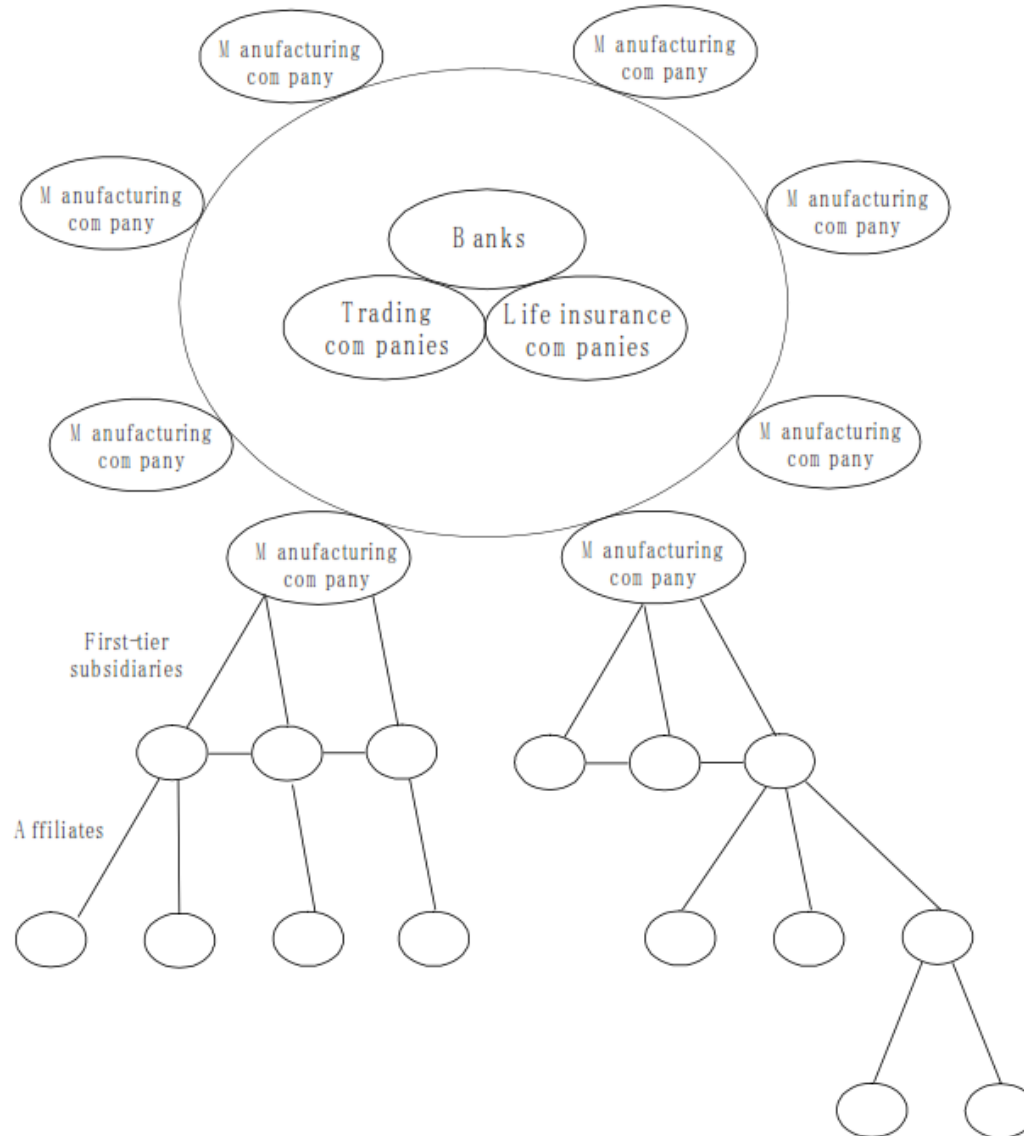 Manufacturing
company
Manufacturing
company
Manufacturing
company
Manufacturing
company
Banks
Trading
companies
Life insurance
companies
Manufacturing
company
Manufacturing
company
Manufacturing
company
Manufacturing
company
First-tier
subsidiaries
Affiliates